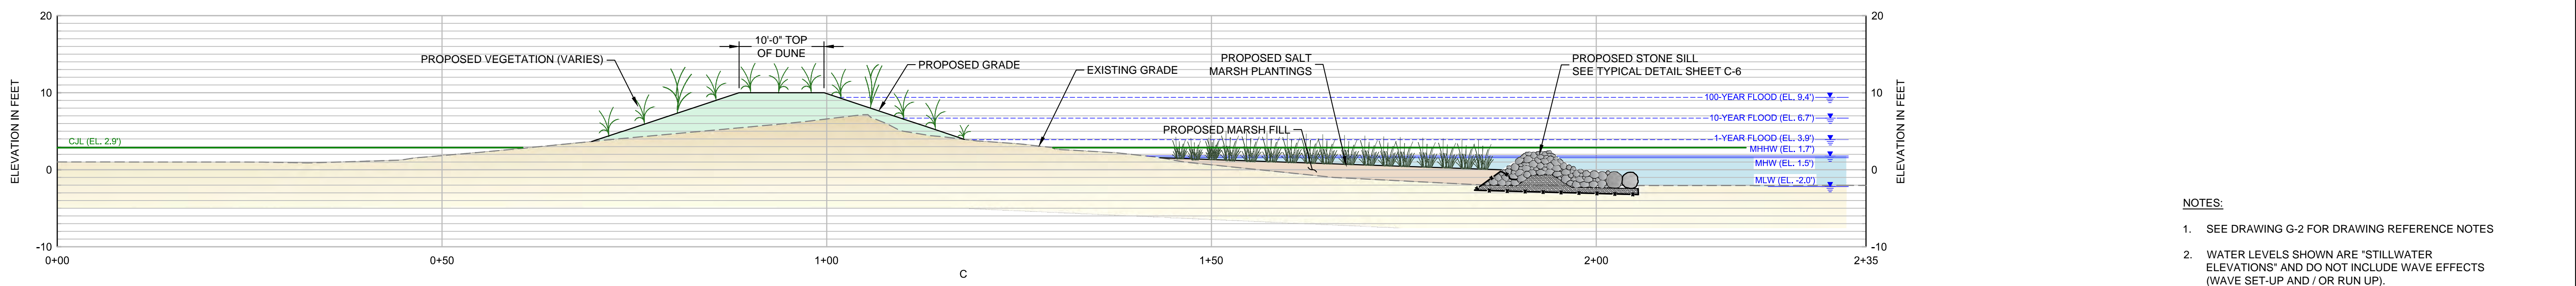 20
10
0
-10
ELEVATION IN FEET
CJL (EL. 2.9')
PROPOSED VEGETATION (VARIES)
10'-0" TOP
OF DUNE
PROPOSED GRADE
EXISTING GRADE
PROPOSED SALT
MARSH PLANTINGS
PROPOSED MARSH FILL
PROPOSED STONE SILL
SEE TYPICAL DETAIL SHEET C-6
100-YEAR FLOOD (EL. 9.4')
10-YEAR FLOOD (EL. 6.7')
1-YEAR FLOOD (EL. 3.9')
MHHW (EL. 1.7')
MHW (EL. 1.5')
MLW (EL. -2.0')
20
10
0
-10
ELEVATION IN FEET
0+00
0+50
1+00
1+50
2+00
2+35
C
NOTES:
1. SEE DRAWING G-2 FOR DRAWING REFERENCE NOTES
2. WATER LEVELS SHOWN ARE "STILLWATER
ELEVATIONS" AND DO NOT INCLUDE WAVE EFFECTS
(WAVE SET-UP AND / OR RUN UP).